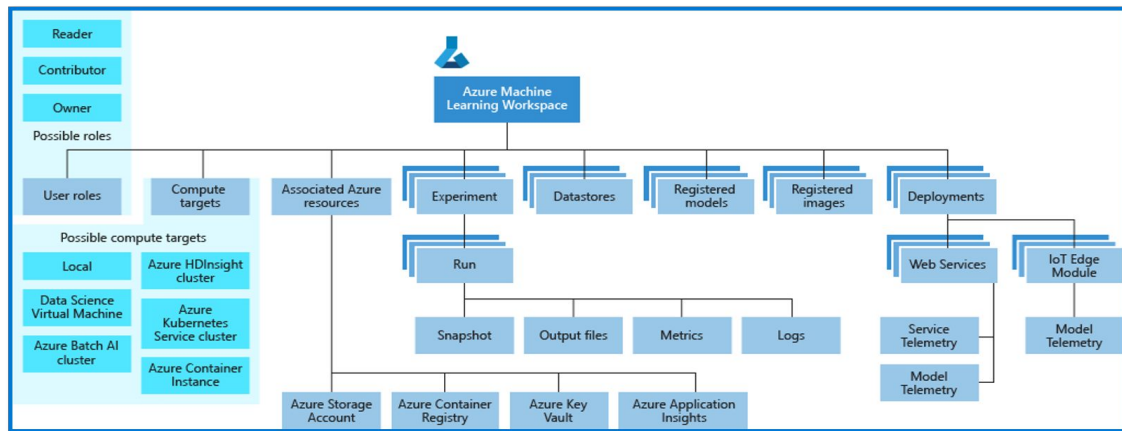 Reader
Contributor
Owner
Possible roles
Azure Machine
Learning Workspace
User roles
Compute
targets
Associated Azure
resources
Experiment
Datastores
Registered
models
Registered
images
Deployments
Possible compute targets
Local
Data Science
Virtual Machine
Azure Batch AI
cluster
Azure HDInsight
cluster
Azure
Kubernetes
Service cluster
Azure Container
Instance
Run
Web Services
IoT Edge
Module
Snapshot
Output files
Metrics
Logs
Service
Telemetry
Model
Telemetry
Model
Telemetry
Azure Storage
Account
Azure Container
Registry
Azure Key
Vault
Azure Application
Insights